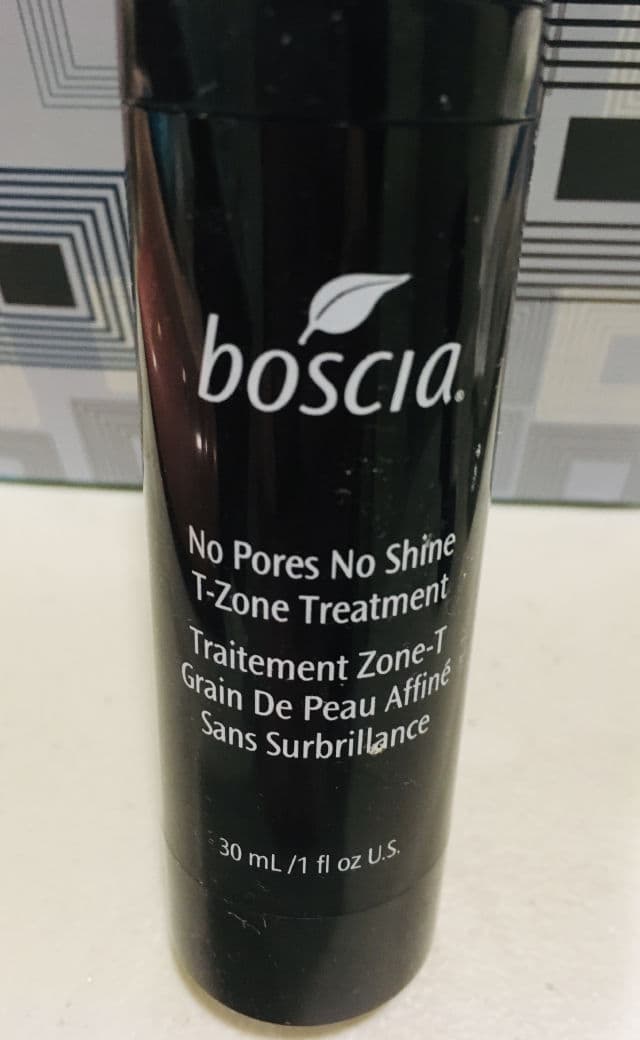 boscia®
No Pores No Shine
T-Zone Treatment
Traitement Zone-T
Grain De Peau Affiné
Sans Surbrillance
30 mL/1 fl oz U.S.